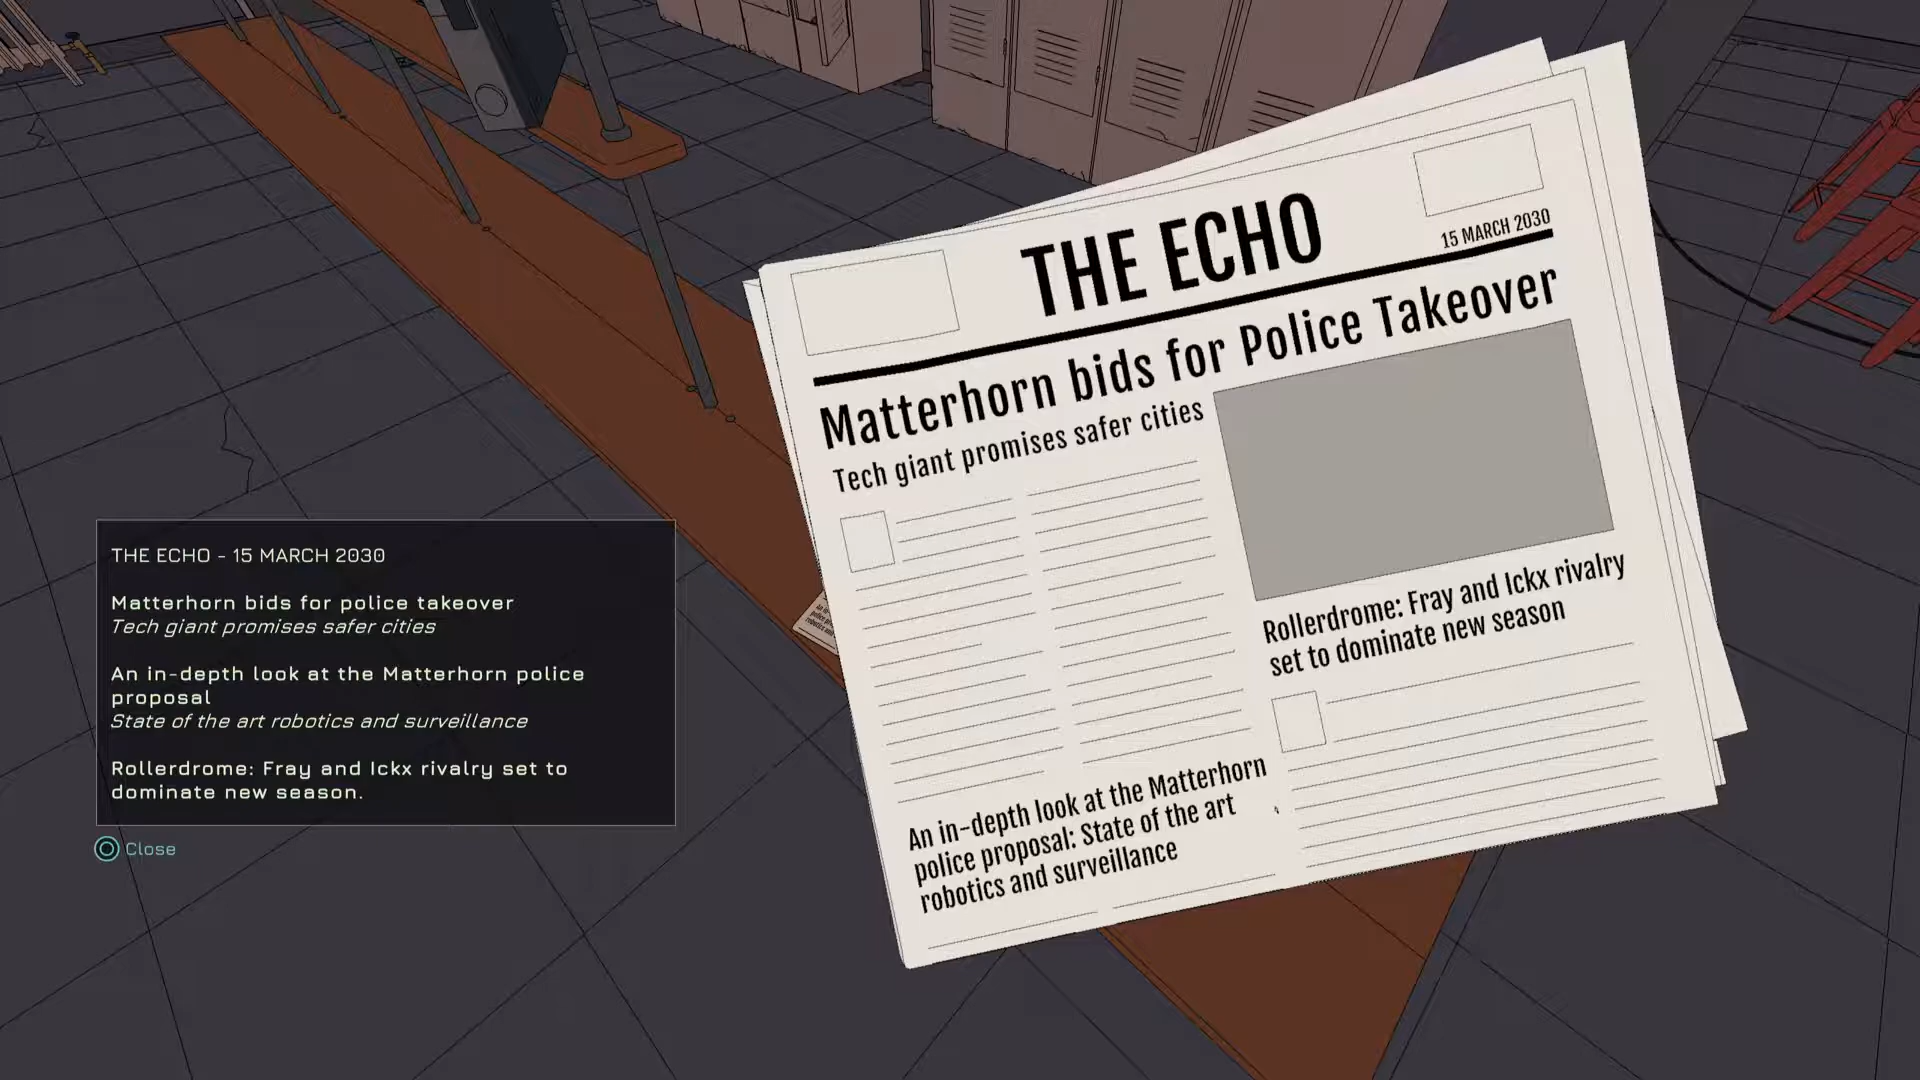 THE ECHO - 15 MARCH 2030
Matterhorn bids for police takeover
Tech giant promises safer cities
An in-depth look at the Matterhorn police
proposal
State of the art robotics and surveillance
Rollerdrome: Fray and Ickx rivalry set to
dominate new season.
Close
THE ECHO
15 MARCH 2030
Matterhorn bids for Police Takeover
Tech giant promises safer cities
Rollerdrome: Fray and Ickx rivalry
set to dominate new season
An in-depth look at the Matterhorn
police proposal: State of the art
robotics and surveillance